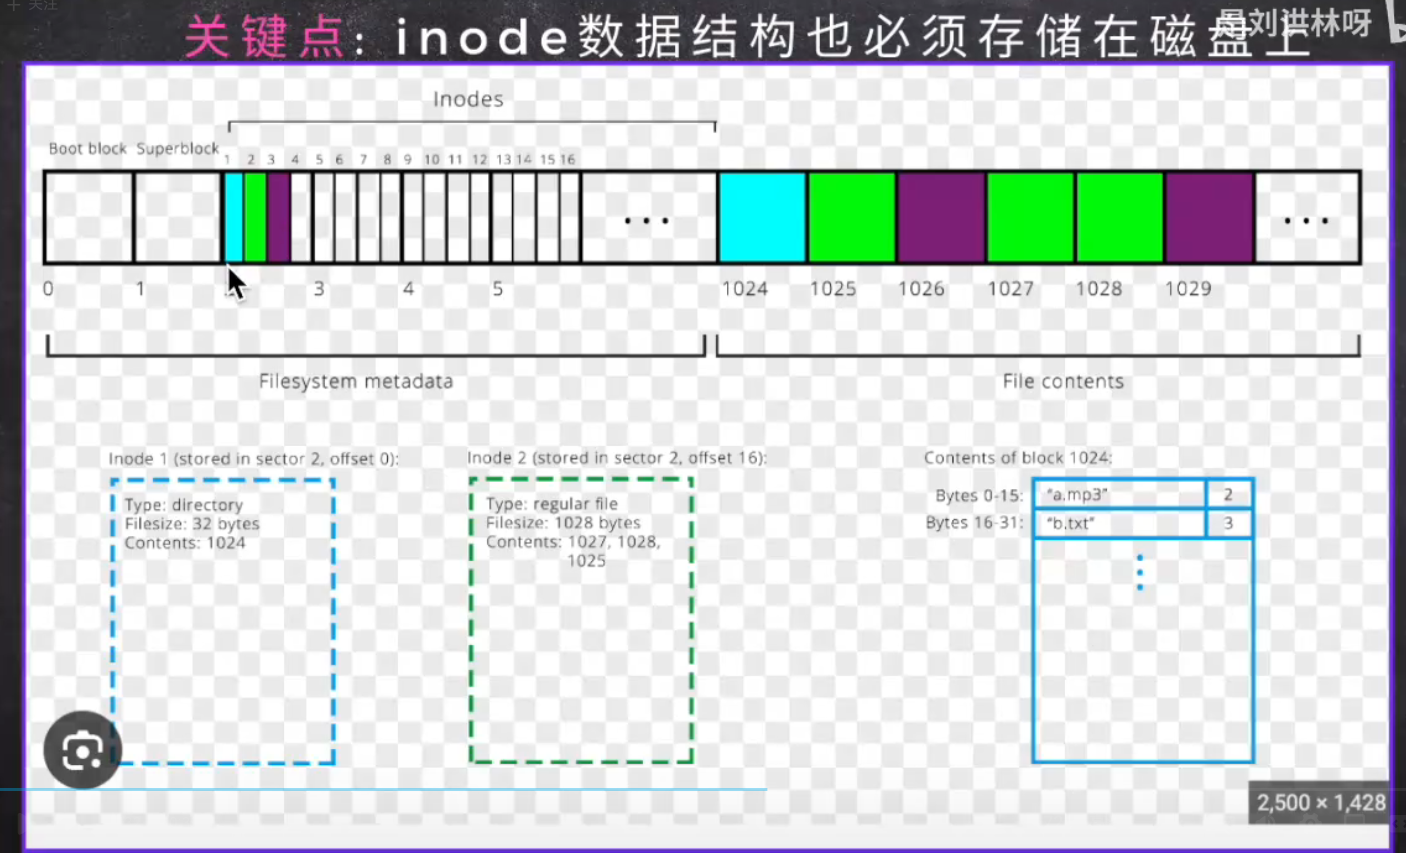 + 关注
关键点: inode数据结构也必须存储在磁盘上
是刘洪林呀
Inodes
Boot block Superblock 1 2 3 4 5 6 7 8 9 10 11 12 13 14 15 16
...
...
0 1 3 4 5 1024 1025 1026 1027 1028 1029
Filesystem metadata
File contents
Inode 1 (stored in sector 2, offset 0):
Type: directory
Filesize: 32 bytes
Contents: 1024
Inode 2 (stored in sector 2, offset 16):
Type: regular file
Filesize: 1028 bytes
Contents: 1027, 1028,
1025
Contents of block 1024:
Bytes 0-15: "a.mp3" 2
Bytes 16-31: "b.txt" 3
2,500 × 1,428